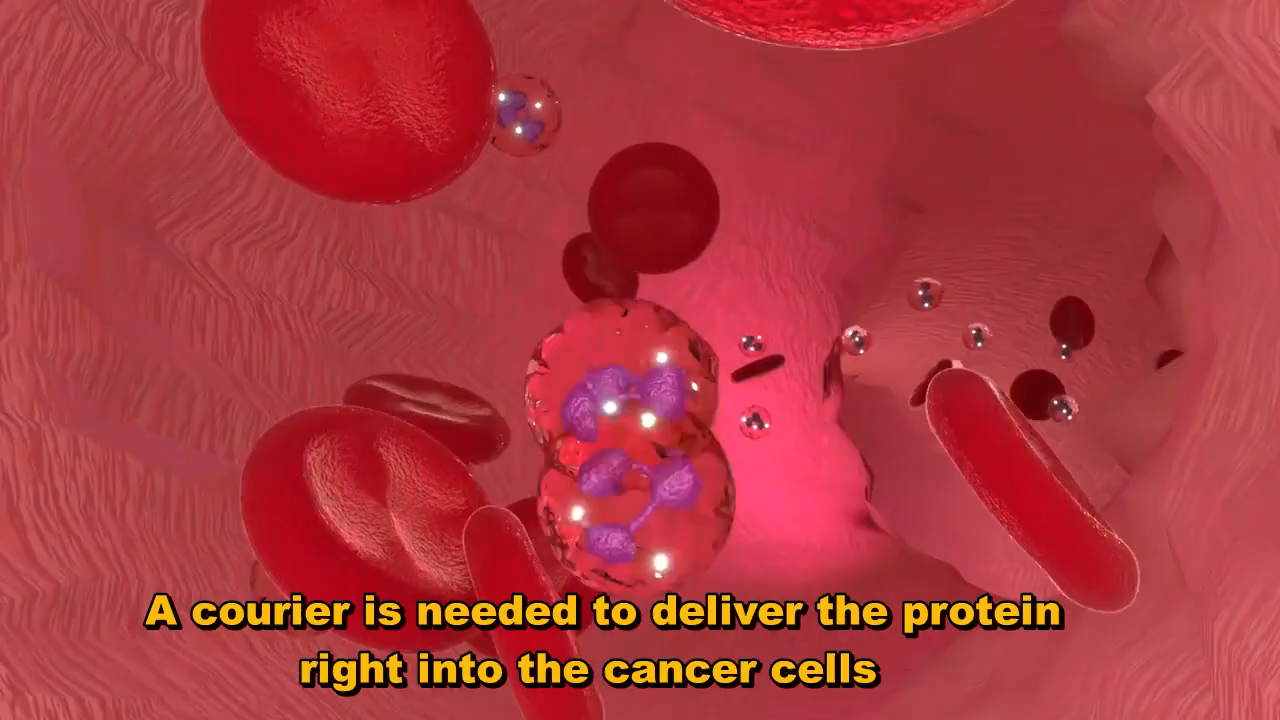 A courier is needed to deliver the protein
right into the cancer cells